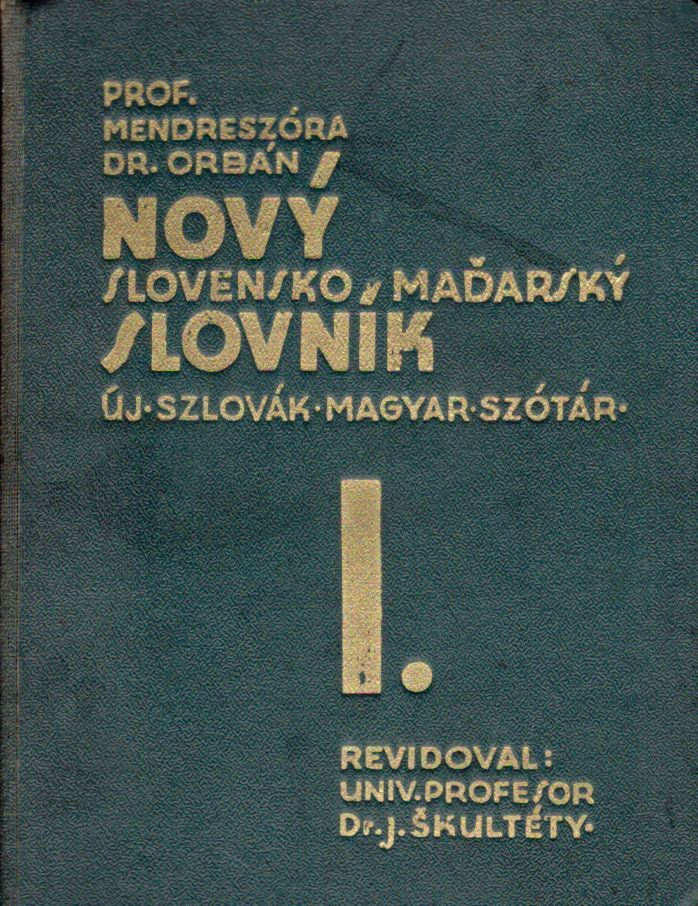 PROF.
MENDRESZÓRA
DR. ORBÁN
NOVÝ
SLOVENSKO MAĎARSKÝ
SLOVNÍK
ÚJ·SZLOVÁK·MAGYAR·SZÓTÁR·
I.
REVIDOVAL:
UNIV. PROFESOR
Dr. J. ŠKULTÉTY·